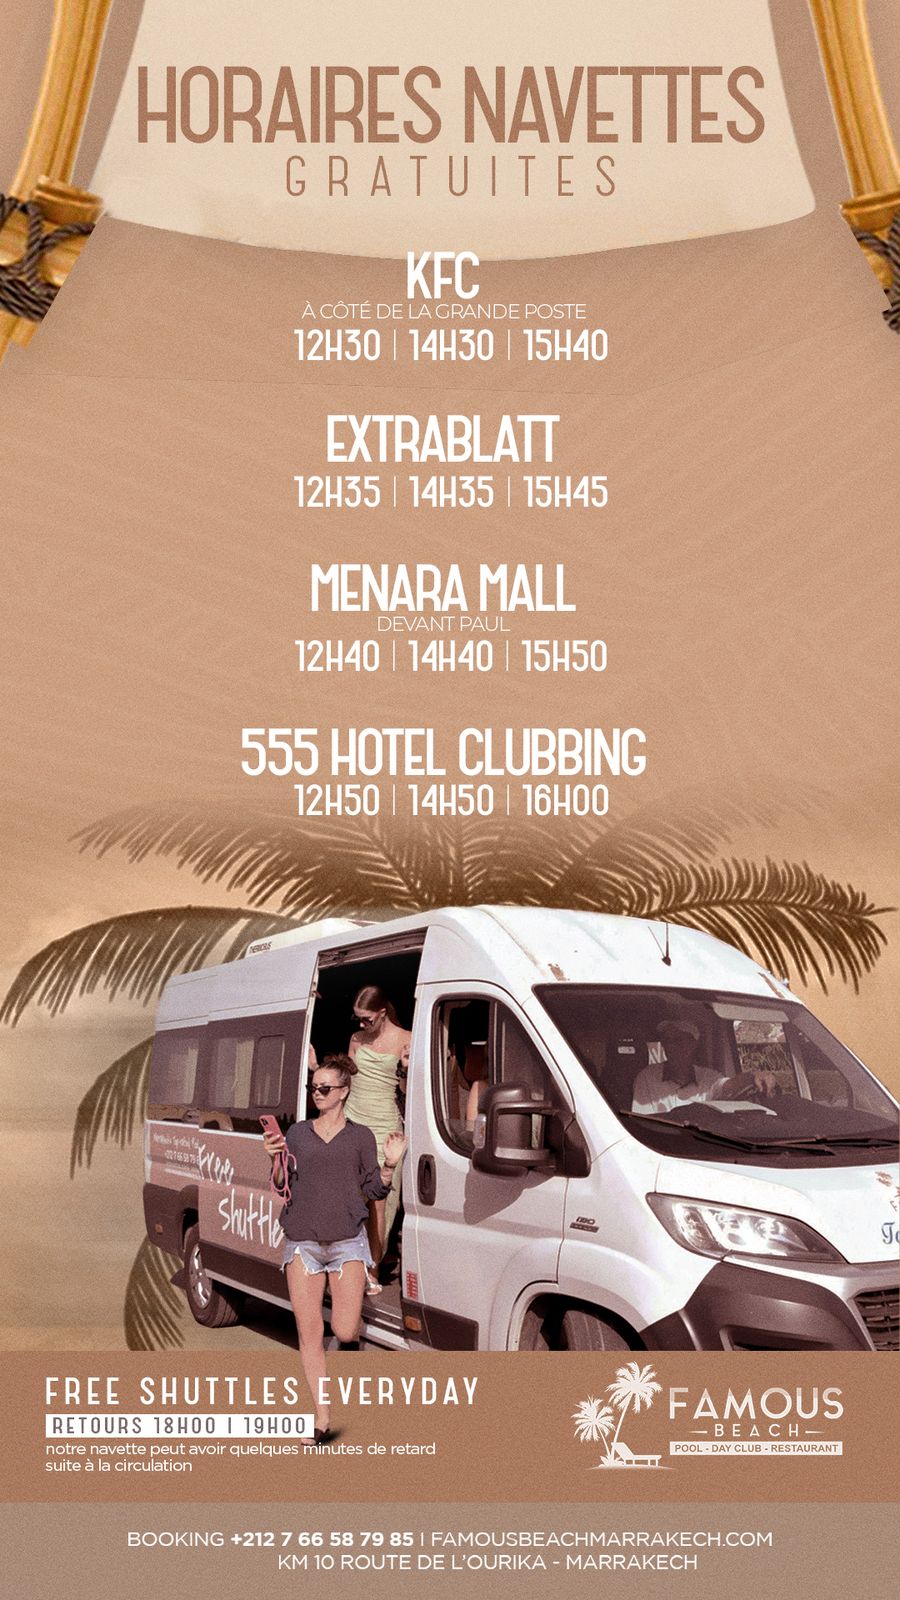 HORAIRES NAVETTES
GRATUITES
KFC
À CÔTÉ DE LA GRANDE POSTE
12H30 | 14H30 | 15H40
EXTRABLATT
12H35 | 14H35 | 15H45
MENARA MALL
DEVANT PAUL
12H40 | 14H40 | 15H50
555 HOTEL CLUBBING
12H50 | 14H50 | 16H00
THERMOBUS
Free
Shuttle
FREE SHUTTLES EVERYDAY
RETOURS 18H00 I 19H00
notre navette peut avoir quelques minutes de retard
suite à la circulation
FAMOUS
BEACH
POOL - DAY CLUB - RESTAURANT
BOOKING +212 7 66 58 79 85 I FAMOUSBEACHMARRAKECH.COM
KM 10 ROUTE DE L'OURIKA - MARRAKECH